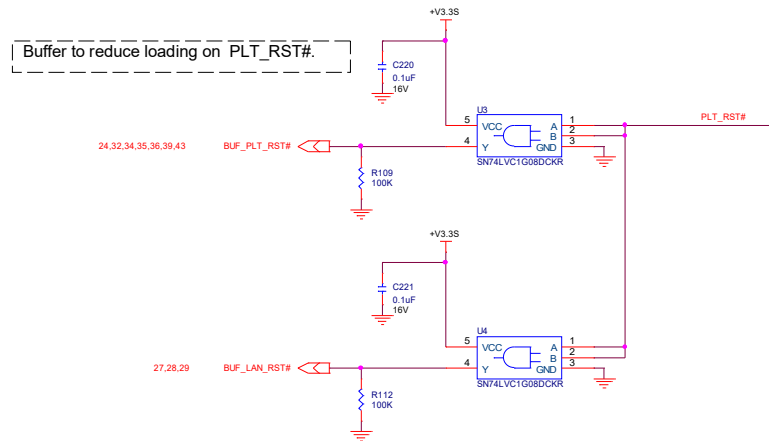 +V3.3S
Buffer to reduce loading on PLT_RST#.
C220
0.1uF
16V
U3
5 VCC A 1 PLT_RST#
B 2
24,32,34,35,36,39,43 BUF_PLT_RST# 4 Y GND 3
SN74LVC1G08DCKR
R109
100K
+V3.3S
C221
0.1uF
16V
U4
5 VCC A 1
B 2
27,28,29 BUF_LAN_RST# 4 Y GND 3
SN74LVC1G08DCKR
R112
100K